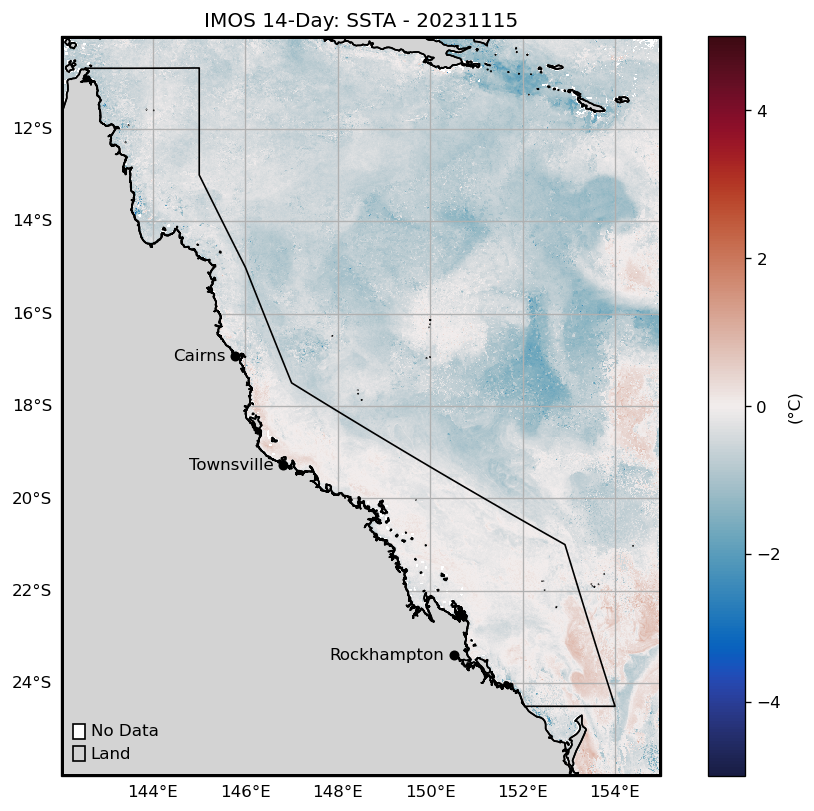 IMOS 14-Day: SSTA - 20231115
12°S
14°S
16°S
18°S
20°S
22°S
24°S
Cairns
Townsville
Rockhampton
No Data
Land
144°E
146°E
148°E
150°E
152°E
154°E
4
2
0
−2
−4
(°C)